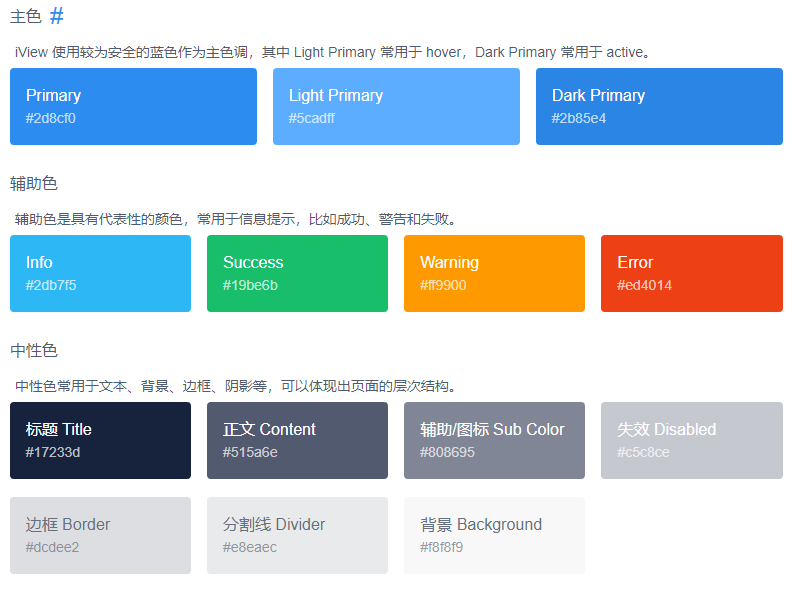 主色 #
iView 使用较为安全的蓝色作为主色调，其中 Light Primary 常用于 hover，Dark Primary 常用于 active。
Primary
#2d8cf0
Light Primary
#5cadff
Dark Primary
#2b85e4
辅助色
辅助色是具有代表性的颜色，常用于信息提示，比如成功、警告和失败。
Info
#2db7f5
Success
#19be6b
Warning
#ff9900
Error
#ed4014
中性色
中性色常用于文本、背景、边框、阴影等，可以体现出页面的层次结构。
标题 Title
#17233d
正文 Content
#515a6e
辅助/图标 Sub Color
#808695
失效 Disabled
#c5c8ce
边框 Border
#dcdee2
分割线 Divider
#e8eaec
背景 Background
#f8f8f9